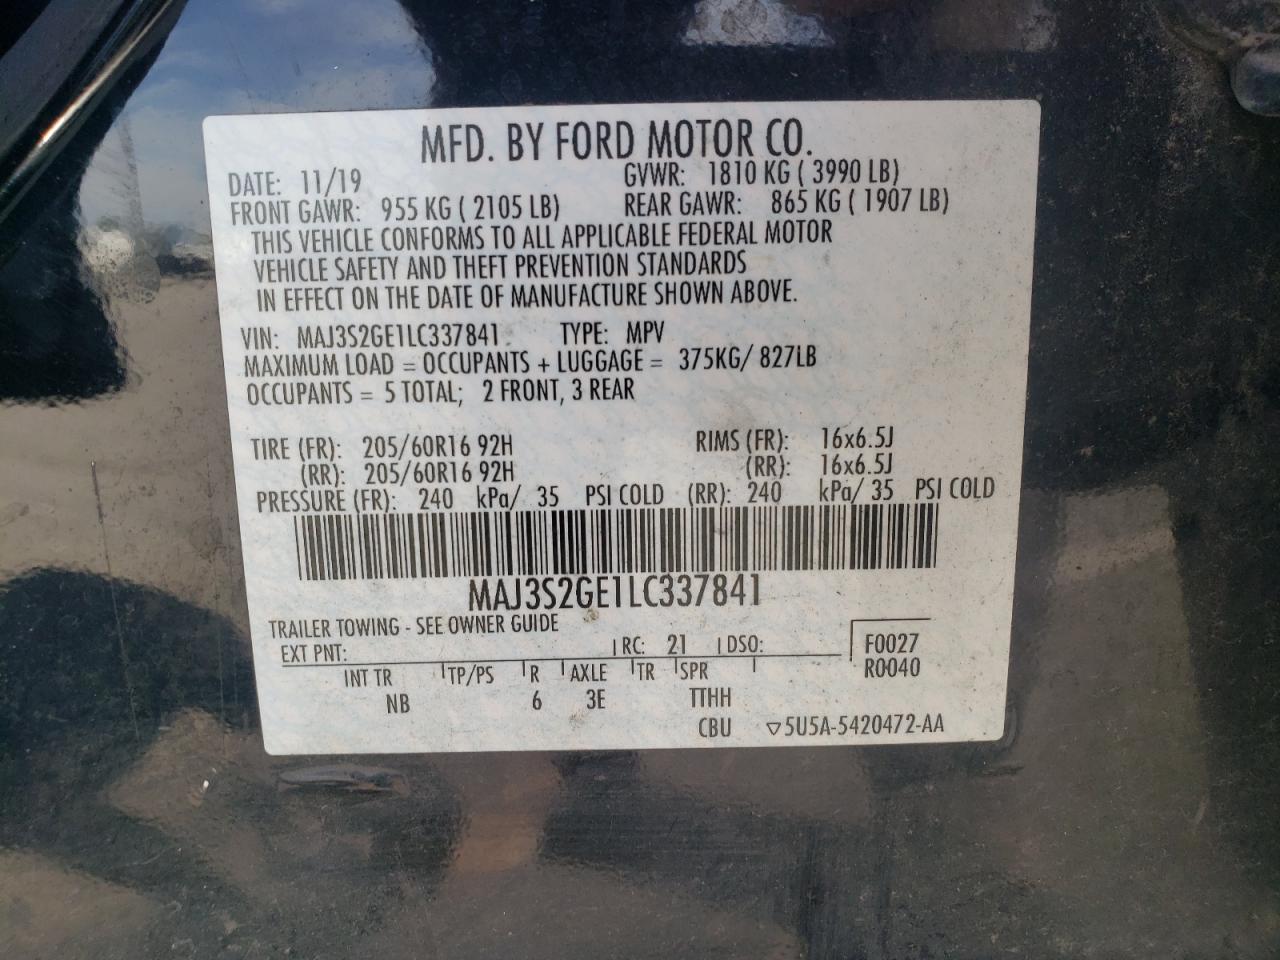 MFD. BY FORD MOTOR CO.
DATE: 11/19 GVWR: 1810 KG ( 3990 LB)
FRONT GAWR: 955 KG ( 2105 LB) REAR GAWR: 865 KG ( 1907 LB)
THIS VEHICLE CONFORMS TO ALL APPLICABLE FEDERAL MOTOR
VEHICLE SAFETY AND THEFT PREVENTION STANDARDS
IN EFFECT ON THE DATE OF MANUFACTURE SHOWN ABOVE.
VIN: MAJ3S2GE1LC337841 TYPE: MPV
MAXIMUM LOAD = OCCUPANTS + LUGGAGE = 375KG/ 827LB
OCCUPANTS = 5 TOTAL; 2 FRONT, 3 REAR
TIRE (FR): 205/60R16 92H RIMS (FR): 16x6.5J
(RR): 205/60R16 92H (RR): 16x6.5J
PRESSURE (FR): 240 kPa/ 35 PSI COLD (RR): 240 kPa/ 35 PSI COLD
MAJ3S2GE1LC337841
TRAILER TOWING - SEE OWNER GUIDE
EXT PNT: RC: 21 DSO: F0027
R0040
INT TR TP/PS R AXLE TR SPR
NB 6 3E TTHH
CBU ▽5U5A-5420472-AA